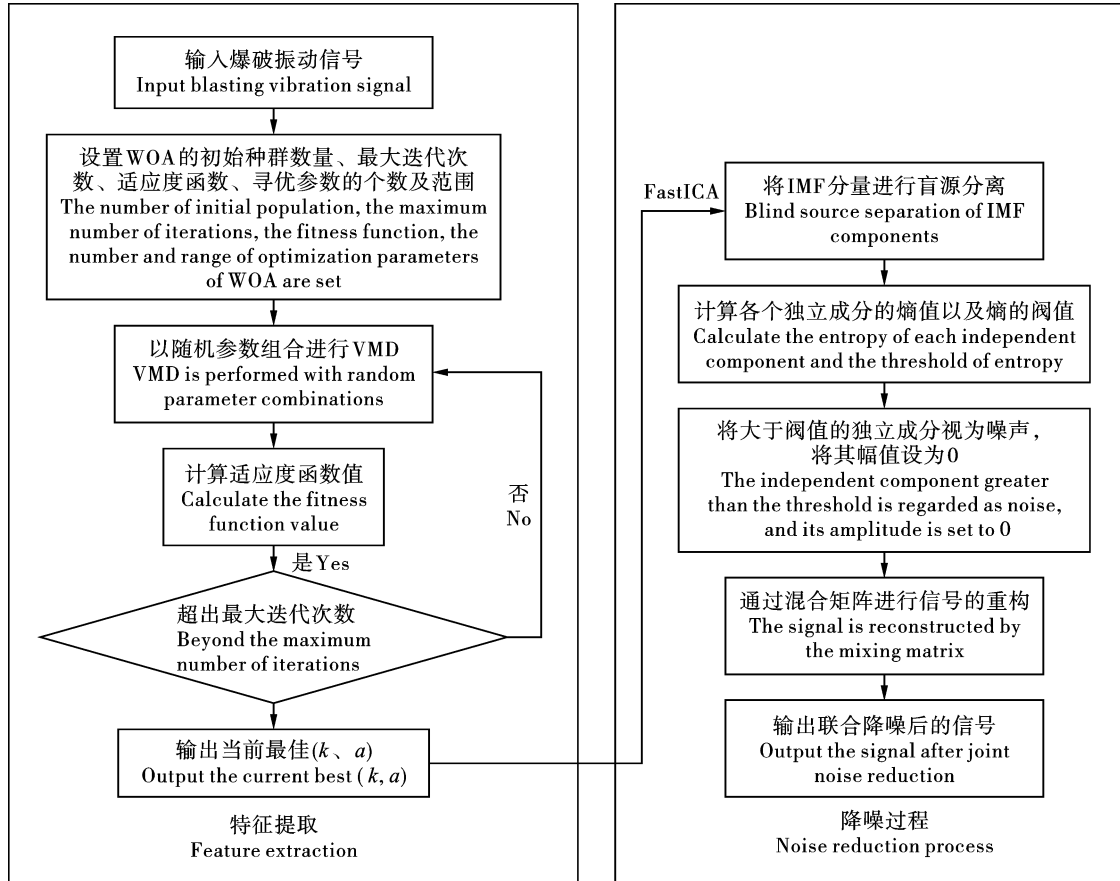 输入爆破振动信号
Input blasting vibration signal
设置WOA的初始种群数量、最大迭代次
数、适应度函数、寻优参数的个数及范围
The number of initial population, the maximum
number of iterations, the fitness function, the
number and range of optimization parameters
of WOA are set
以随机参数组合进行VMD
VMD is performed with random
parameter combinations
计算适应度函数值
Calculate the fitness
function value
否
No
是Yes
超出最大迭代次数
Beyond the maximum
number of iterations
输出当前最佳(k、a)
Output the current best (k, a)
特征提取
Feature extraction
FastICA
将IMF分量进行盲源分离
Blind source separation of IMF
components
计算各个独立成分的熵值以及熵的阀值
Calculate the entropy of each independent
component and the threshold of entropy
将大于阀值的独立成分视为噪声，
将其幅值设为0
The independent component greater
than the threshold is regarded as noise,
and its amplitude is set to 0
通过混合矩阵进行信号的重构
The signal is reconstructed by
the mixing matrix
输出联合降噪后的信号
Output the signal after joint
noise reduction
降噪过程
Noise reduction process